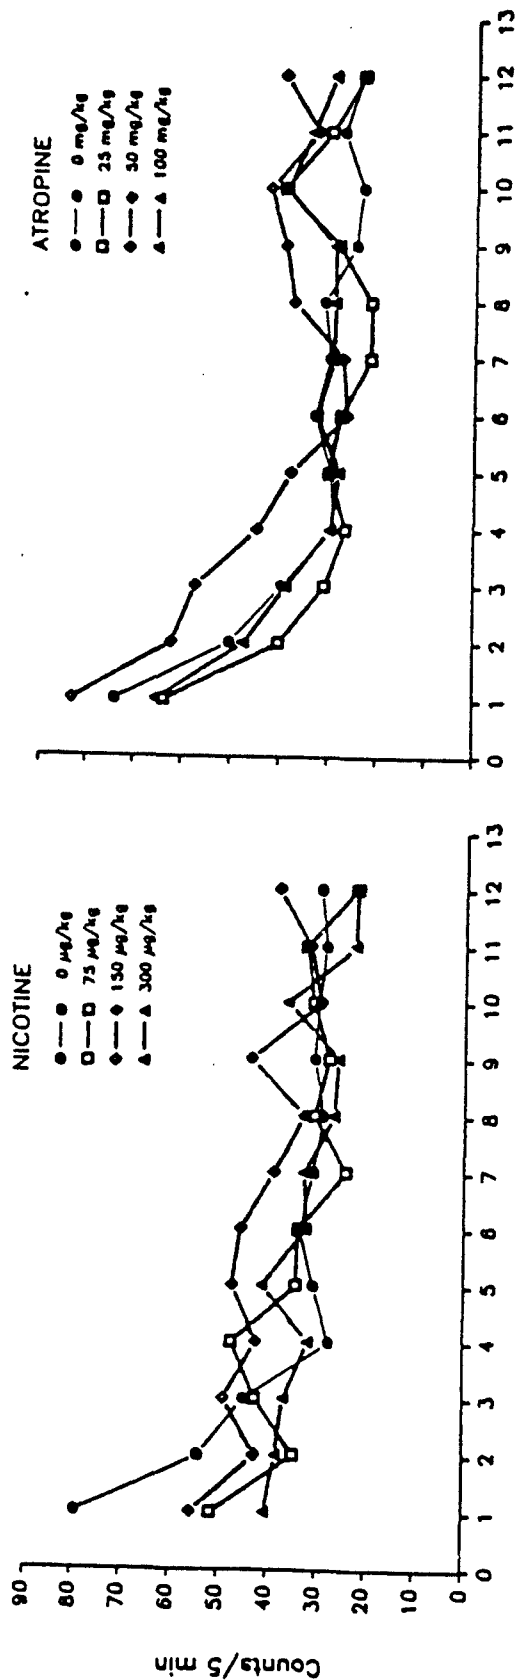 NICOTINE
0 μg/kg
75 μg/kg
150 μg/kg
300 μg/kg
Counts/5 min
90
80
70
60
50
40
30
20
10
0
0 1 2 3 4 5 6 7 8 9 10 11 12 13
ATROPINE
0 mg/kg
25 mg/kg
50 mg/kg
100 mg/kg
0 1 2 3 4 5 6 7 8 9 10 11 12 13